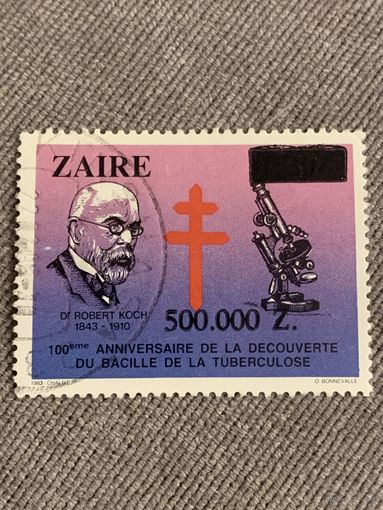 ZAIRE
Dr ROBERT KOCH
1843 - 1910
500.000 Z.
100eme ANNIVERSAIRE DE LA DECOUVERTE
DU BACILLE DE LA TUBERCULOSE
1983
O BONNEVALLE